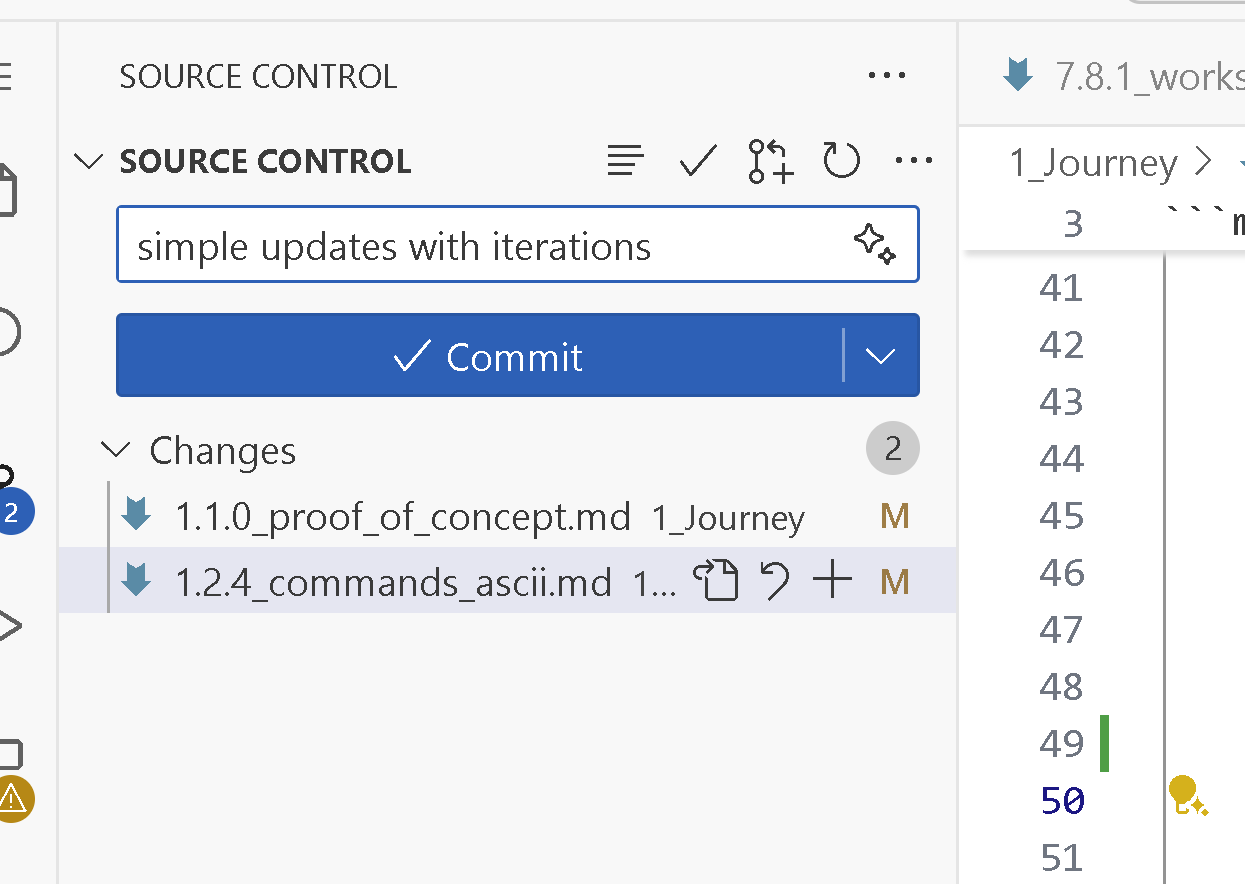 SOURCE CONTROL
SOURCE CONTROL
simple updates with iterations
Commit
Changes 2
1.1.0_proof_of_concept.md 1_Journey M
1.2.4_commands_ascii.md 1... M
2
7.8.1_works
1_Journey >
3 ```m
41
42
43
44
45
46
47
48
49
50
51